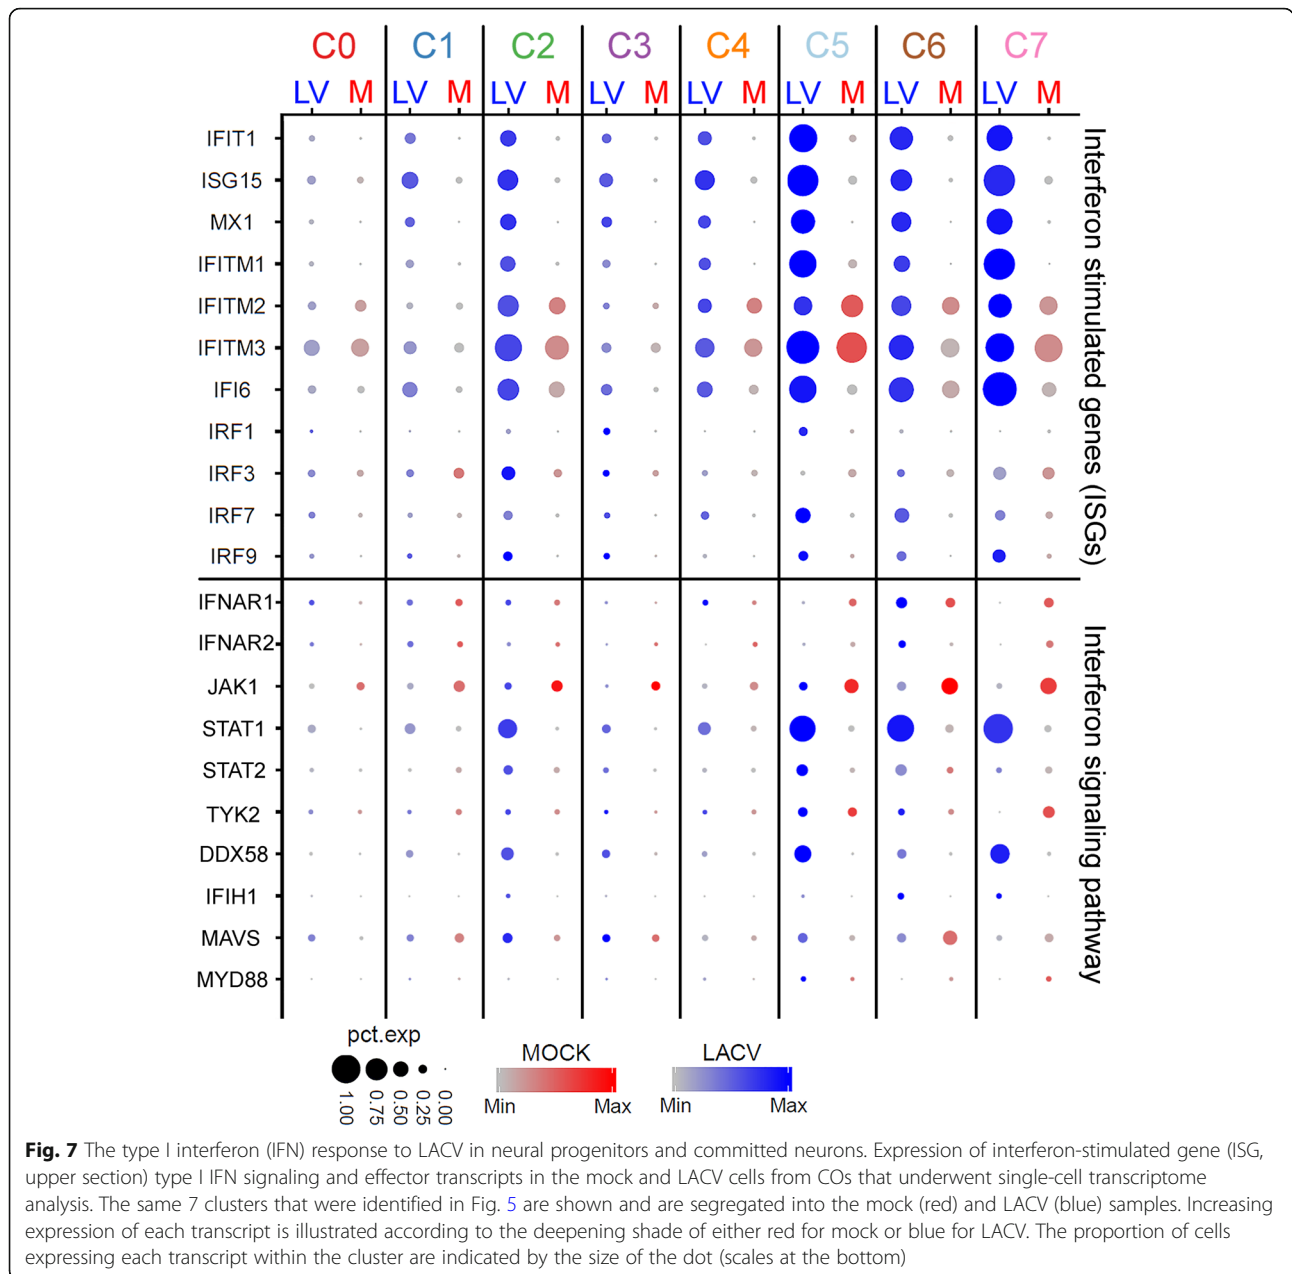 C0 C1 C2 C3 C4 C5 C6 C7
LV M LV M LV M LV M LV M LV M LV M LV M
IFIT1
ISG15
MX1
IFITM1
IFITM2
IFITM3
IFI6
IRF1
IRF3
IRF7
IRF9
Interferon stimulated genes (ISGs)
IFNAR1
IFNAR2
JAK1
STAT1
STAT2
TYK2
DDX58
IFIH1
MAVS
MYD88
Interferon signaling pathway
pct.exp
1.00 0.75 0.50 0.25 0.00
MOCK
Min Max
LACV
Min Max
Fig. 7 The type I interferon (IFN) response to LACV in neural progenitors and committed neurons. Expression of interferon-stimulated gene (ISG,
upper section) type I IFN signaling and effector transcripts in the mock and LACV cells from COs that underwent single-cell transcriptome
analysis. The same 7 clusters that were identified in Fig. 5 are shown and are segregated into the mock (red) and LACV (blue) samples. Increasing
expression of each transcript is illustrated according to the deepening shade of either red for mock or blue for LACV. The proportion of cells
expressing each transcript within the cluster are indicated by the size of the dot (scales at the bottom)